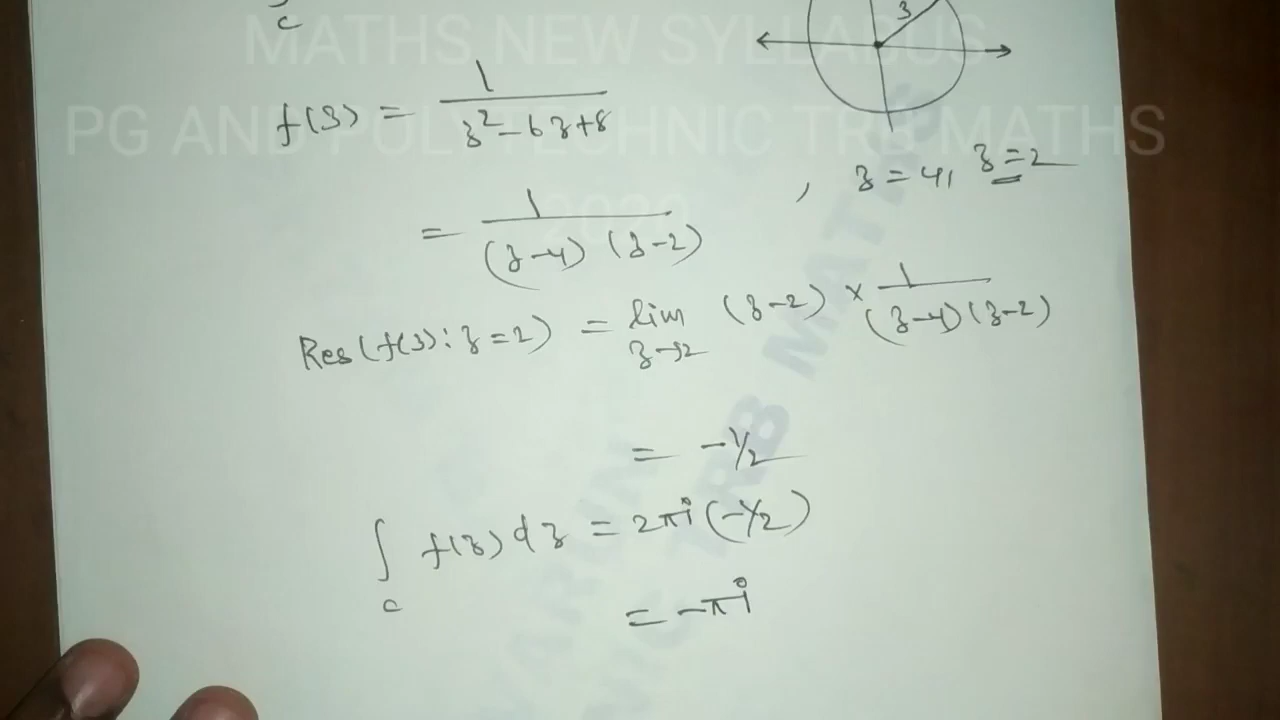 c
3
MATHS NEW SYLLABUS
PG AND POLYTECHNIC TRB MATHS
2020
f(z) = 1 / (z² - 6z + 8)
= 1 / ((z-4) (z-2)) , z = 4, z = 2
Res(f(z) : z = 2) = lim z→2 (z-2) × 1 / ((z-4)(z-2))
= -1/2
∫c f(z) dz = 2πi (-1/2)
= -πi